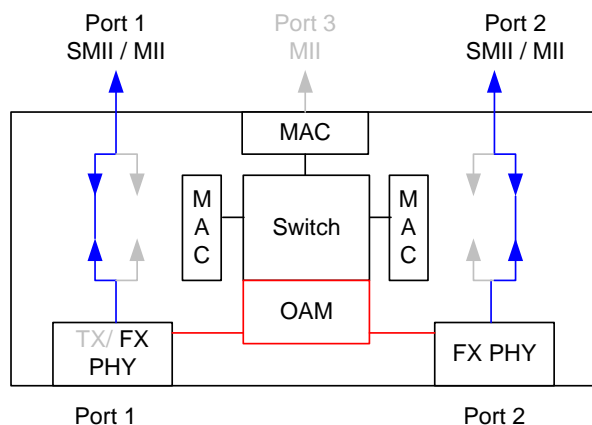 Port 1
SMII / MII
Port 3
MII
Port 2
SMII / MII
MAC
M
A
C
Switch
M
A
C
OAM
TX/ FX
PHY
FX PHY
Port 1
Port 2